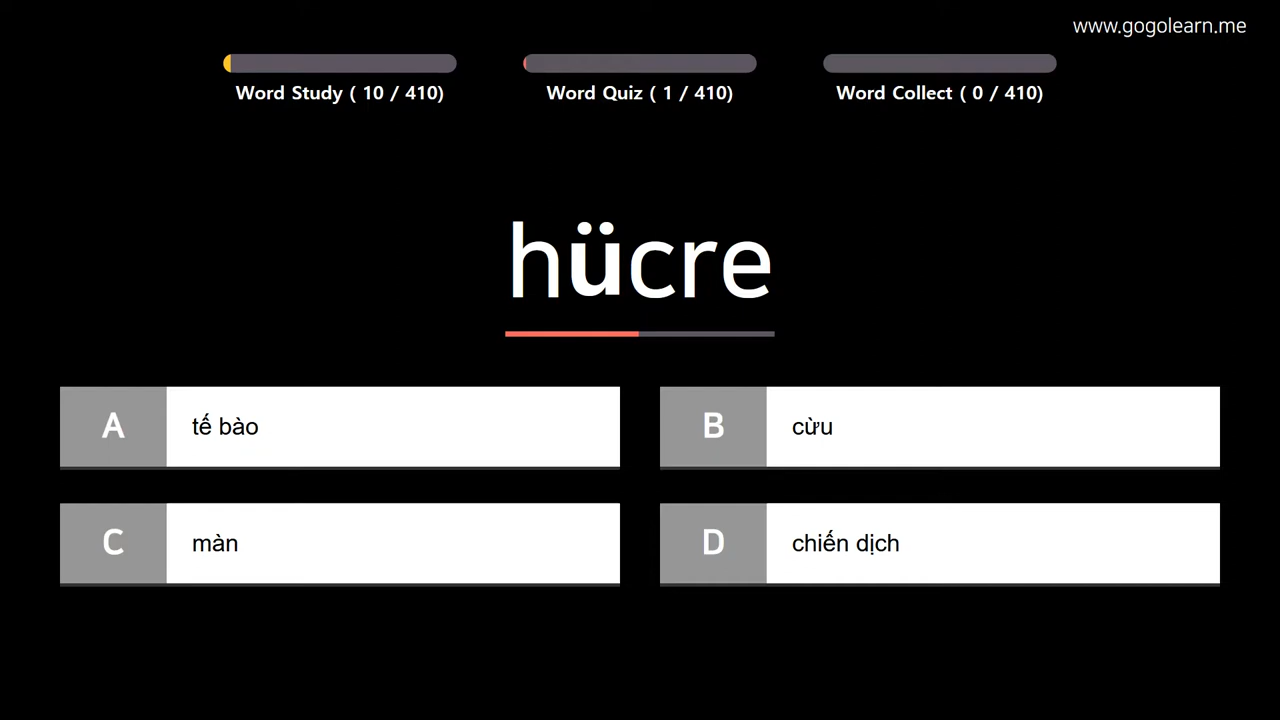 www.gogolearn.me
Word Study ( 10 / 410)
Word Quiz ( 1 / 410)
Word Collect ( 0 / 410)
hücre
A tế bào
B cừu
C màn
D chiến dịch